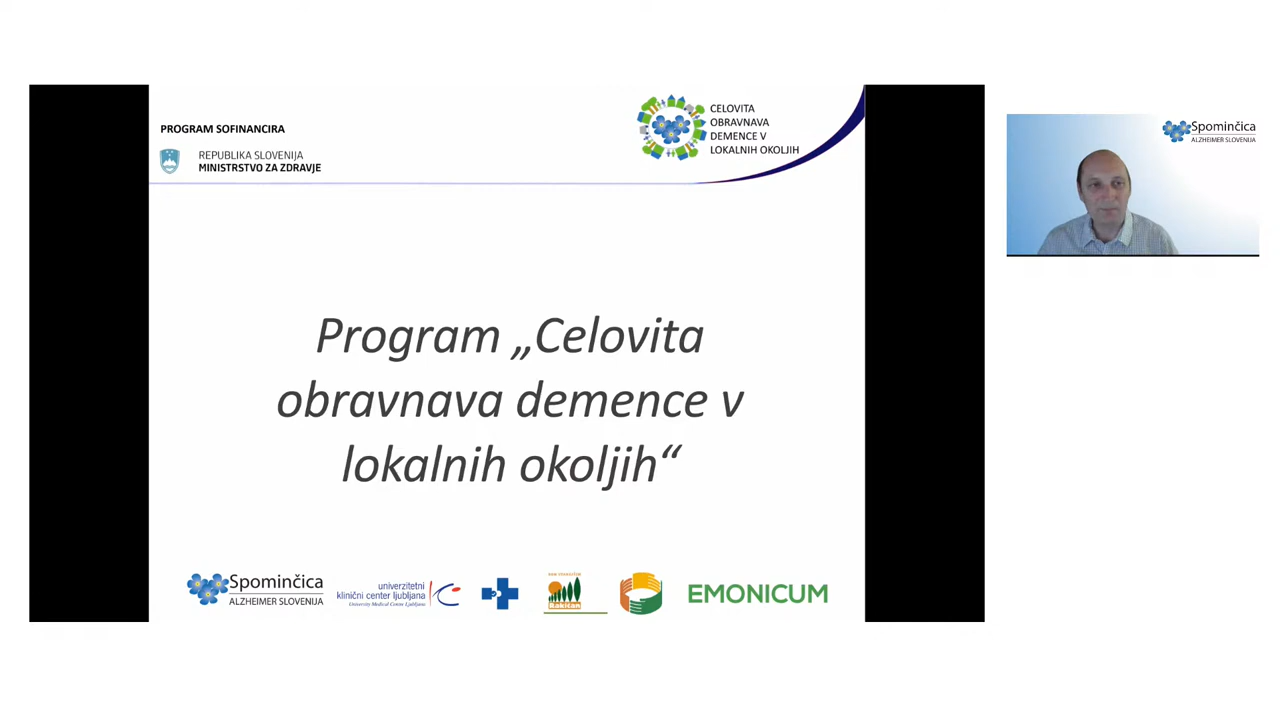 PROGRAM SOFINANCIRA
REPUBLIKA SLOVENIJA
MINISTRSTVO ZA ZDRAVJE
CELOVITA
OBRAVNAVA
DEMENCE V
LOKALNIH OKOLJIH
Spominčica
ALZHEIMER SLOVENIJA
Program „Celovita
obravnava demence v
lokalnih okoljih“
Spominčica
ALZHEIMER SLOVENIJA
univerzitetni
klinični center ljubljana
University Medical Centre Ljubljana
Rakičan
EMONICUM